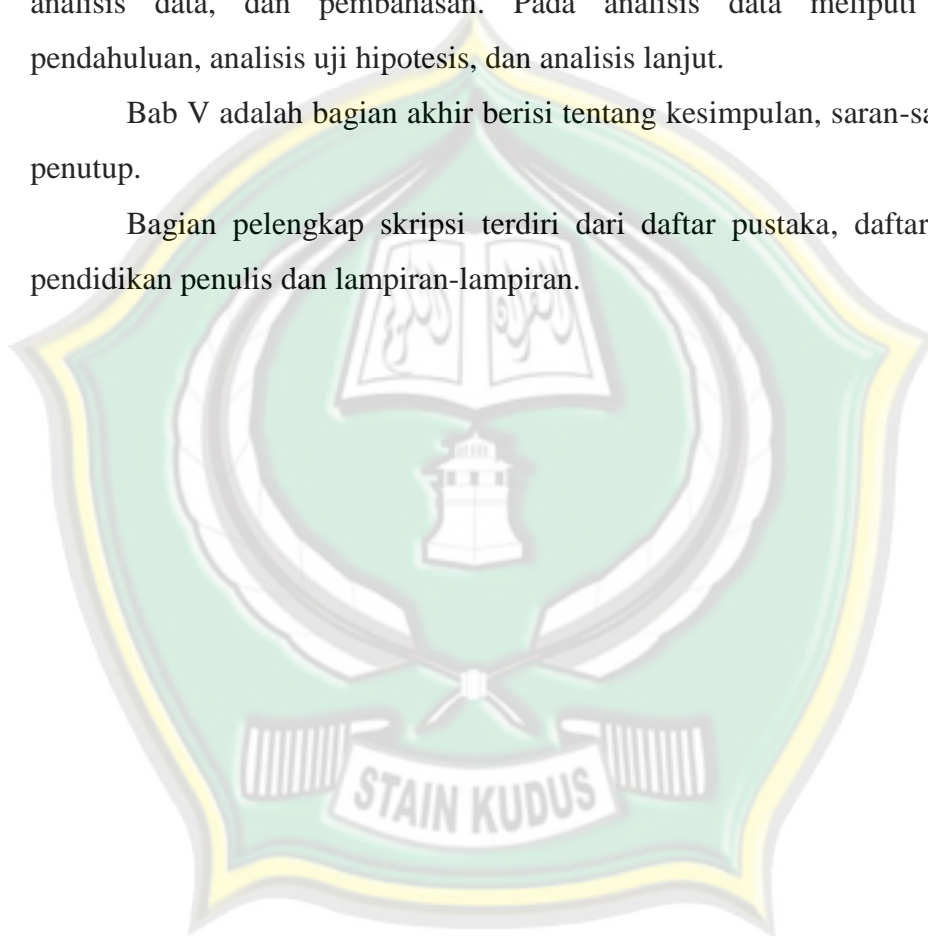 analisis data, dan pembahasan. Pada analisis data meliputi
pendahuluan, analisis uji hipotesis, dan analisis lanjut.
Bab V adalah bagian akhir berisi tentang kesimpulan, saran-sa
penutup.
Bagian pelengkap skripsi terdiri dari daftar pustaka, daftar
pendidikan penulis dan lampiran-lampiran.
STAIN KUDUS